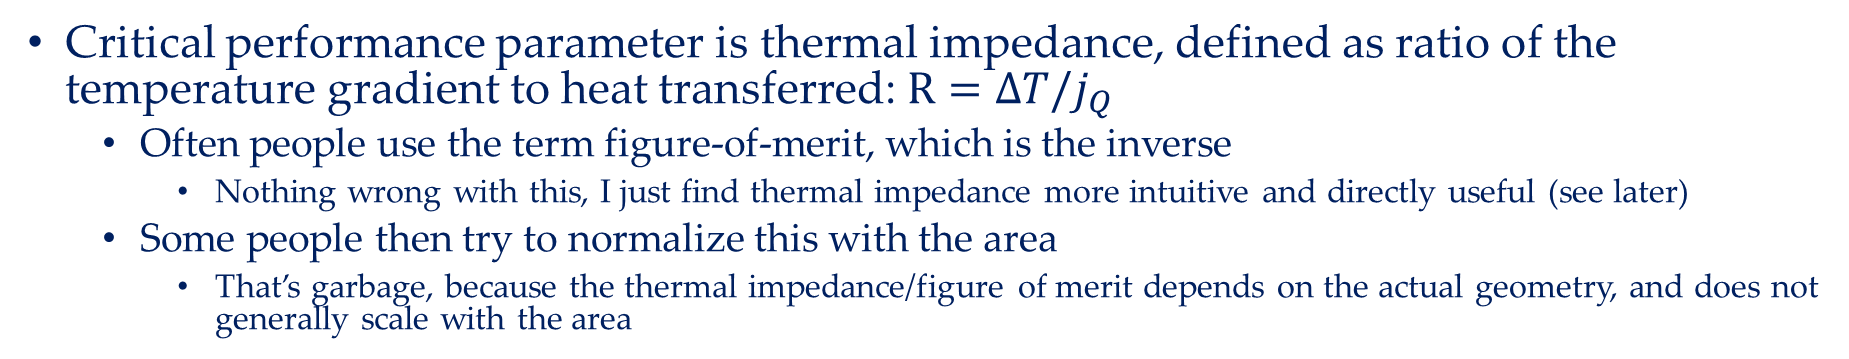 • Critical performance parameter is thermal impedance, defined as ratio of the
temperature gradient to heat transferred: R = ΔT/j_Q
• Often people use the term figure-of-merit, which is the inverse
• Nothing wrong with this, I just find thermal impedance more intuitive and directly useful (see later)
• Some people then try to normalize this with the area
• That’s garbage, because the thermal impedance/figure of merit depends on the actual geometry, and does not
generally scale with the area